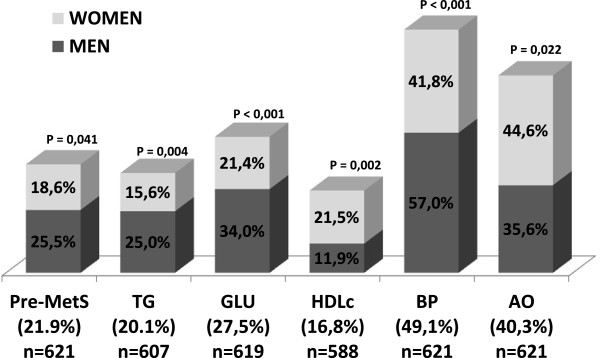 WOMEN
MEN
P < 0,001
P = 0,022
P < 0,001
P = 0,041
P = 0,004
P = 0,002
41,8%
44,6%
21,4%
18,6%
15,6%
21,5%
57,0%
25,5%
25,0%
34,0%
11,9%
35,6%
Pre-MetS TG GLU HDLc BP AO
(21.9%) (20.1%) (27,5%) (16,8%) (49,1%) (40,3%)
n=621 n=607 n=619 n=588 n=621 n=621